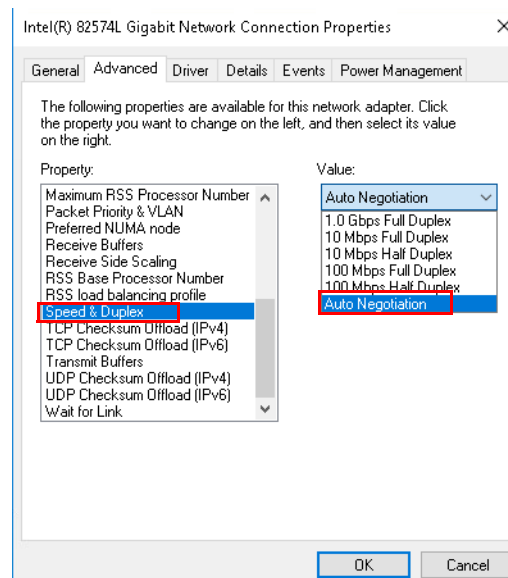 Intel(R) 82574L Gigabit Network Connection Properties
General Advanced Driver Details Events Power Management
The following properties are available for this network adapter. Click
the property you want to change on the left, and then select its value
on the right.
Property:
Maximum RSS Processor Number
Packet Priority & VLAN
Preferred NUMA node
Receive Buffers
Receive Side Scaling
RSS Base Processor Number
RSS load balancing profile
Speed & Duplex
TCP Checksum Offload (IPv4)
TCP Checksum Offload (IPv6)
Transmit Buffers
UDP Checksum Offload (IPv4)
UDP Checksum Offload (IPv6)
Wait for Link
Value:
Auto Negotiation
1.0 Gbps Full Duplex
10 Mbps Full Duplex
10 Mbps Half Duplex
100 Mbps Full Duplex
100 Mbps Half Duplex
Auto Negotiation
OK Cancel